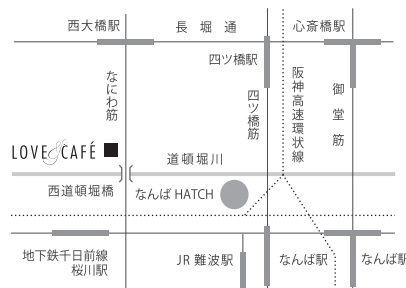 西大橋駅
長堀通
心斎橋駅
四ツ橋駅
なにわ筋
四ツ橋筋
阪神高速環状線
御堂筋
LOVE & CAFÉ
道頓堀川
西道頓堀橋
なんば HATCH
地下鉄千日前線
桜川駅
JR 難波駅
なんば駅
なんば駅